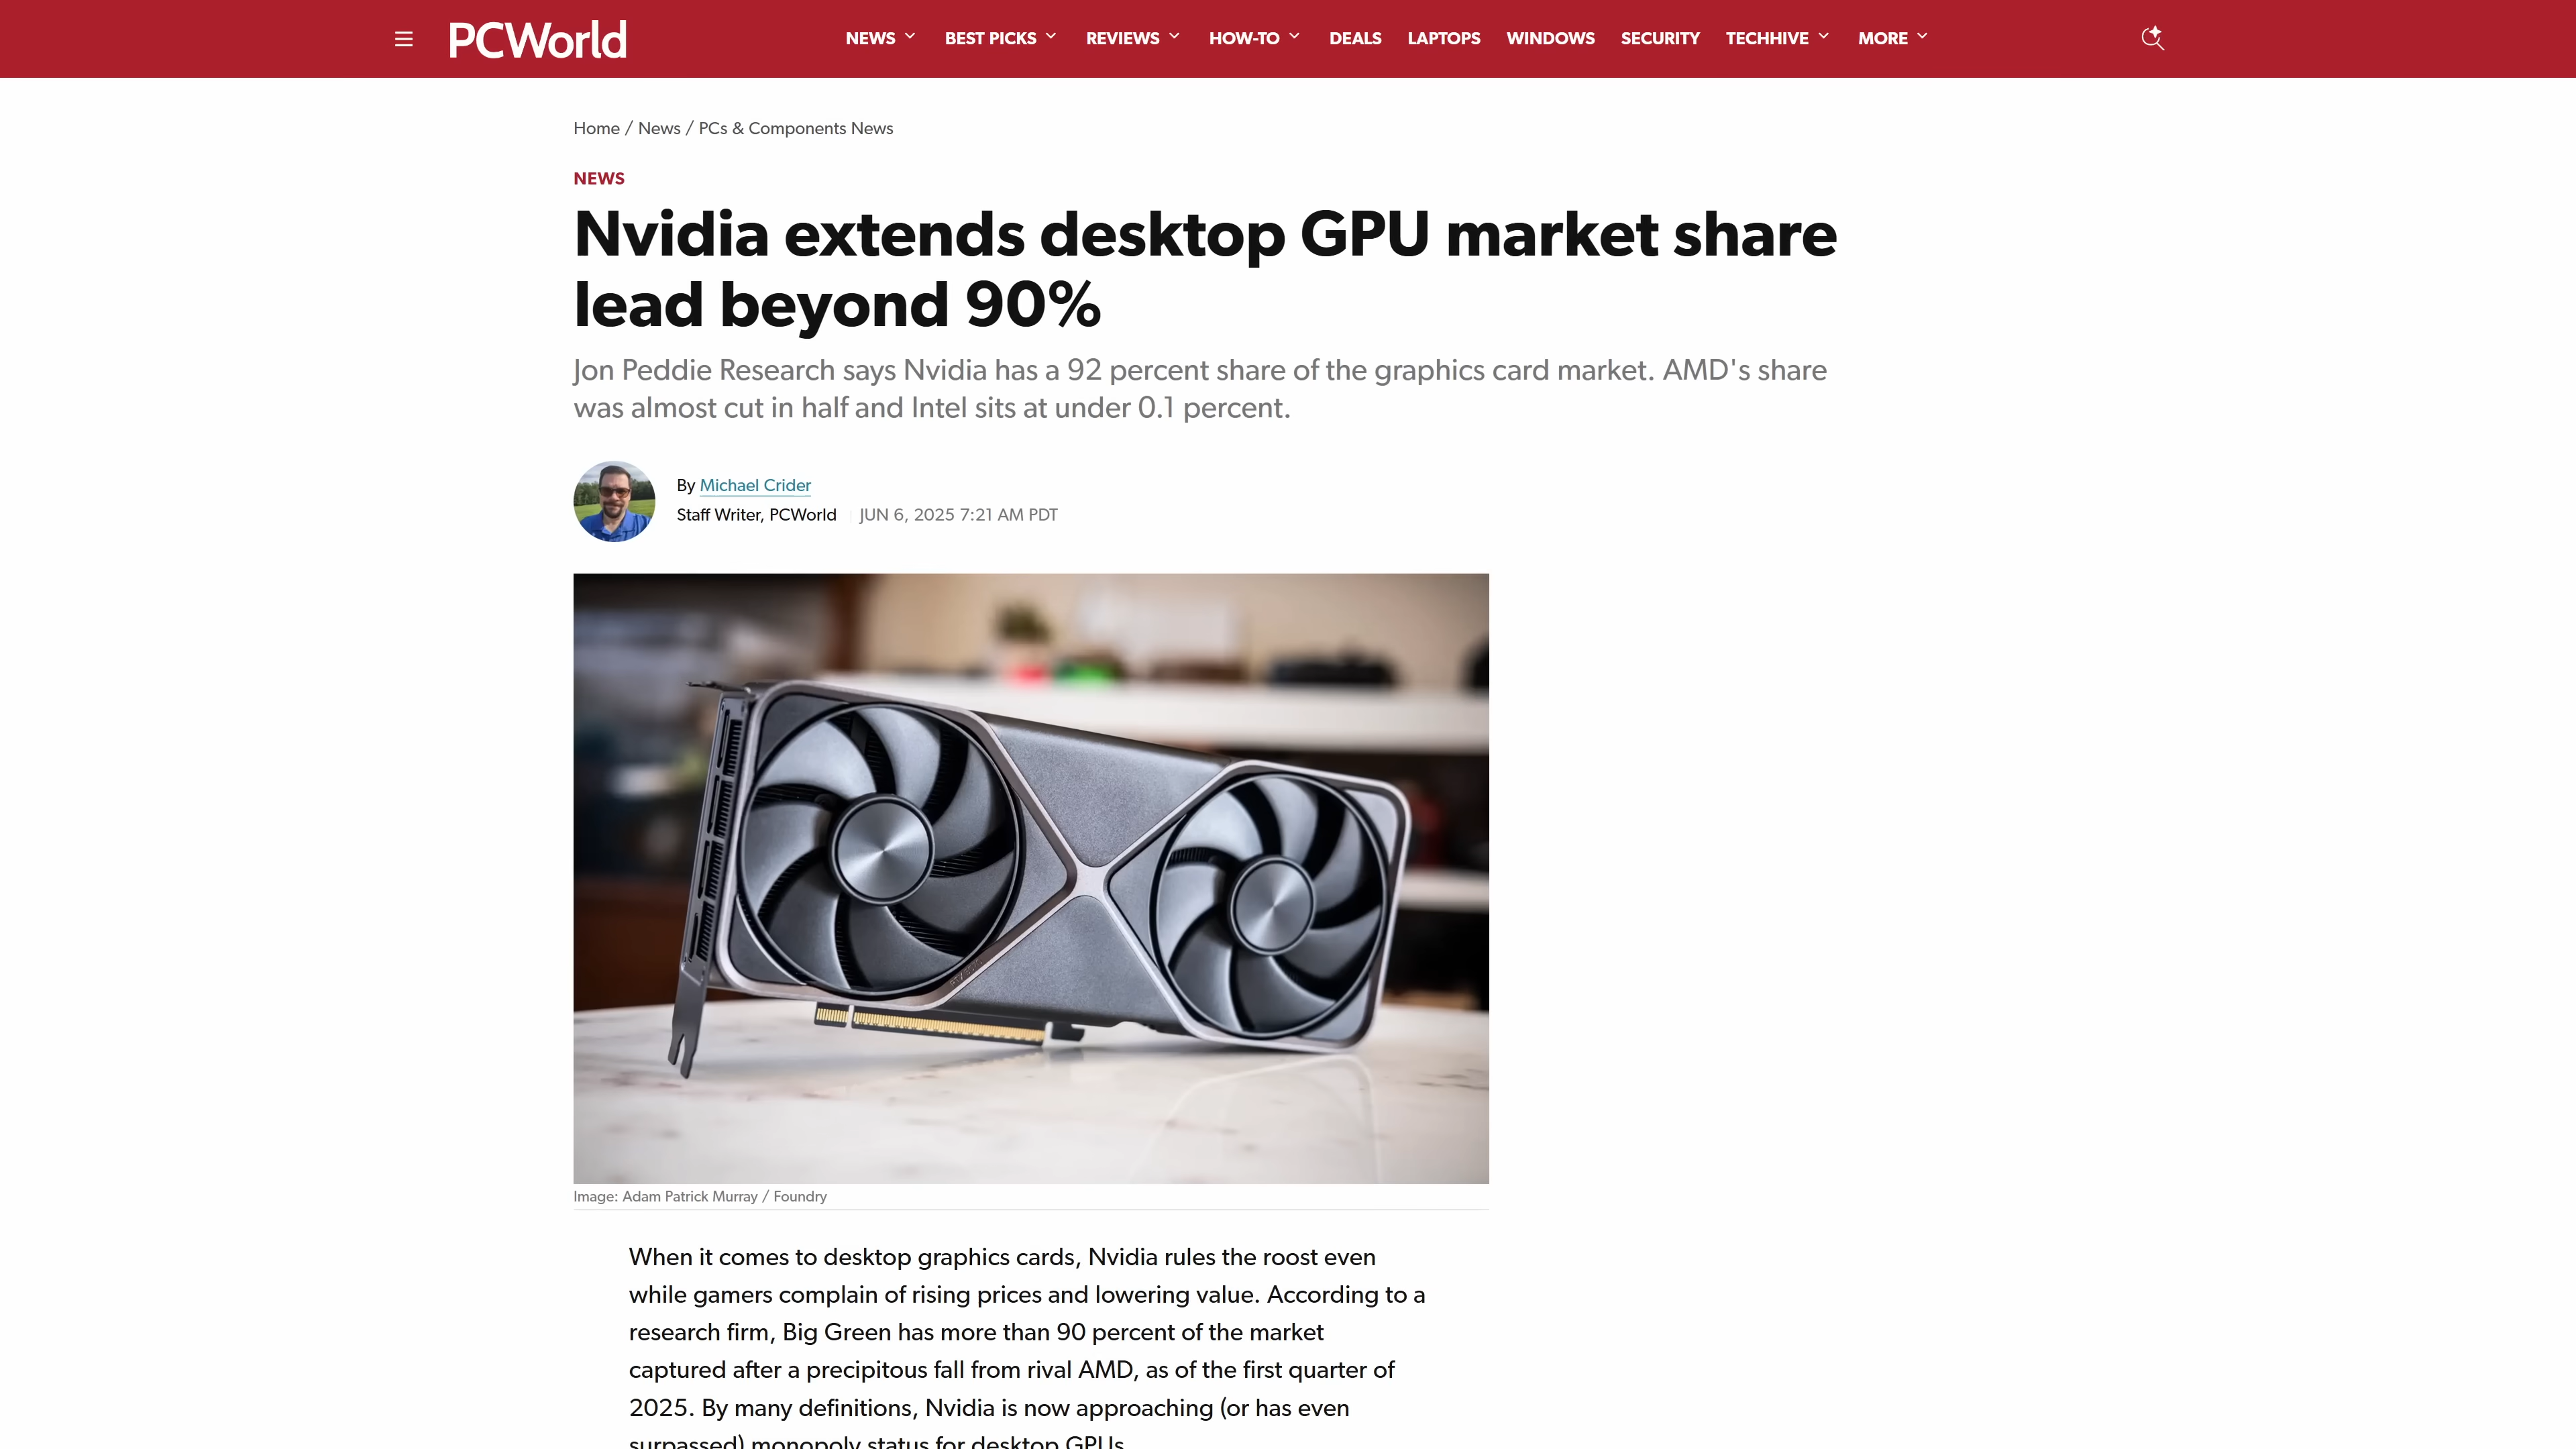 PCWorld
NEWS
BEST PICKS
REVIEWS
HOW-TO
DEALS
LAPTOPS
WINDOWS
SECURITY
TECHHIVE
MORE
Home / News / PCs & Components News
NEWS
Nvidia extends desktop GPU market share
lead beyond 90%
Jon Peddie Research says Nvidia has a 92 percent share of the graphics card market. AMD's share
was almost cut in half and Intel sits at under 0.1 percent.
By Michael Crider
Staff Writer, PCWorld
JUN 6, 2025 7:21 AM PDT
Image: Adam Patrick Murray / Foundry
When it comes to desktop graphics cards, Nvidia rules the roost even
while gamers complain of rising prices and lowering value. According to a
research firm, Big Green has more than 90 percent of the market
captured after a precipitous fall from rival AMD, as of the first quarter of
2025. By many definitions, Nvidia is now approaching (or has even
surpassed) monopoly status for desktop GPUs.